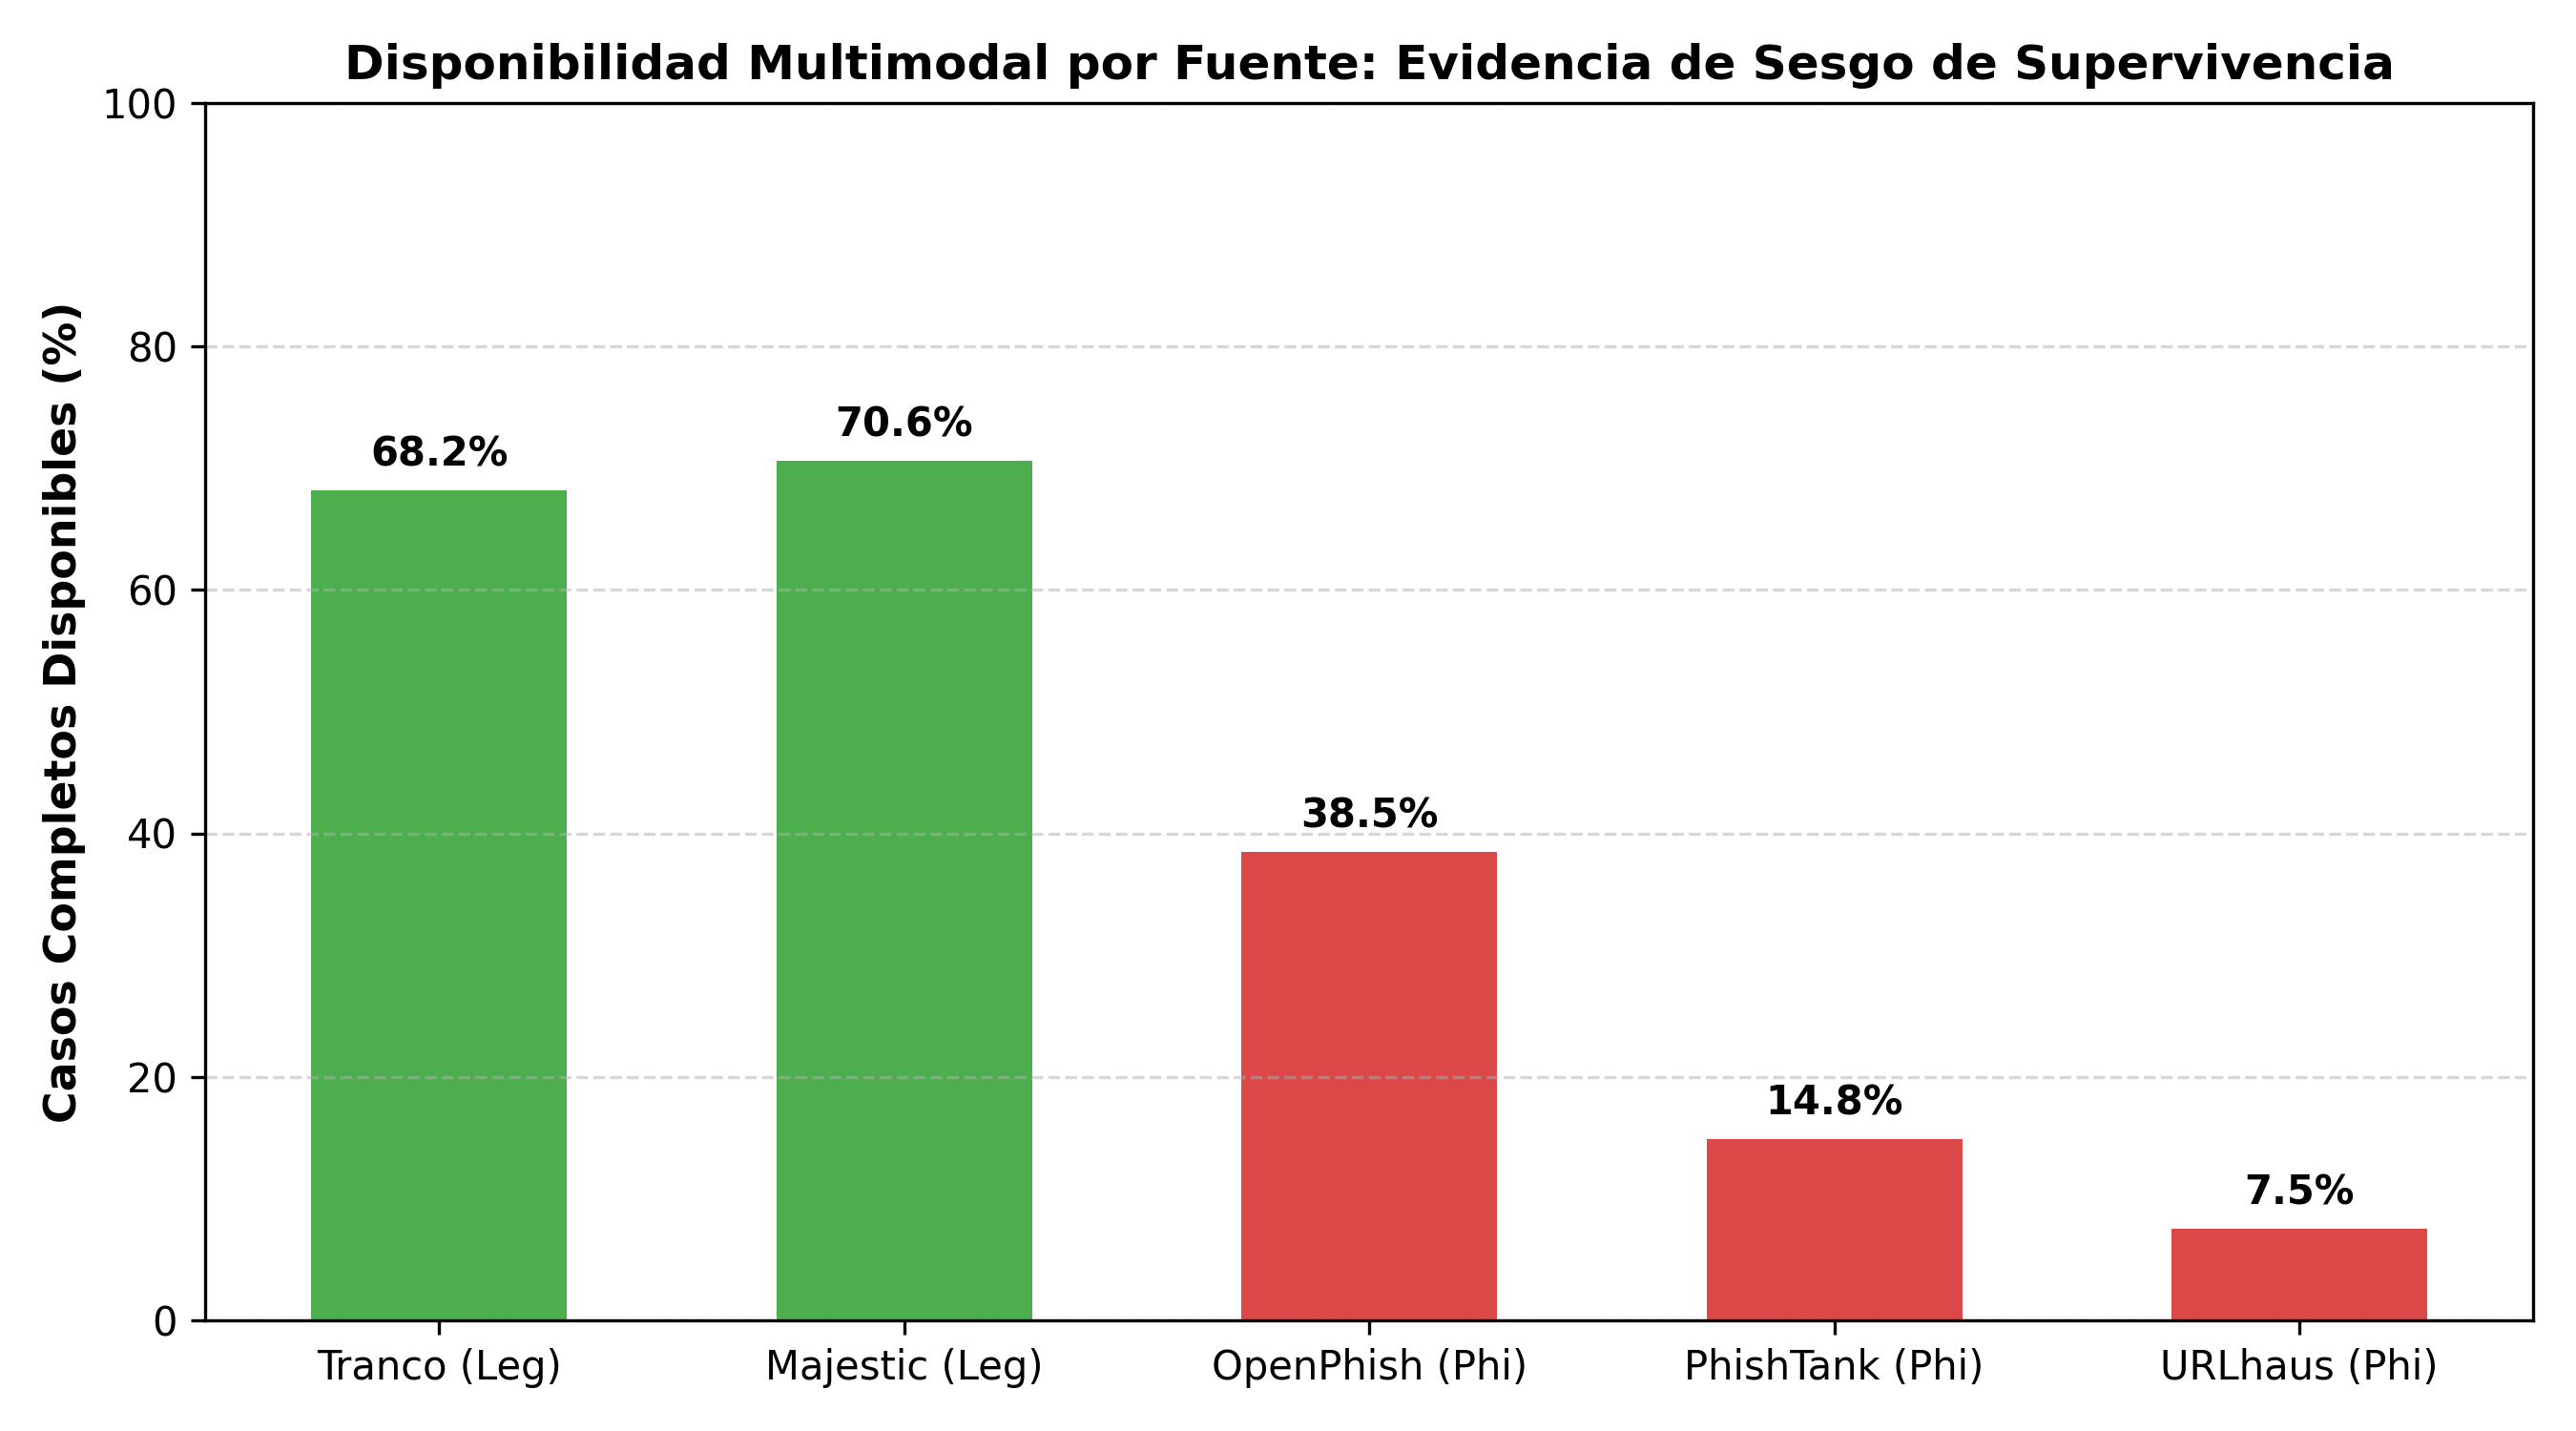 Disponibilidad Multimodal por Fuente: Evidencia de Sesgo de Supervivencia
Casos Completos Disponibles (%)
100
80
60
40
20
0
68.2%
70.6%
38.5%
14.8%
7.5%
Tranco (Leg)
Majestic (Leg)
OpenPhish (Phi)
PhishTank (Phi)
URLhaus (Phi)